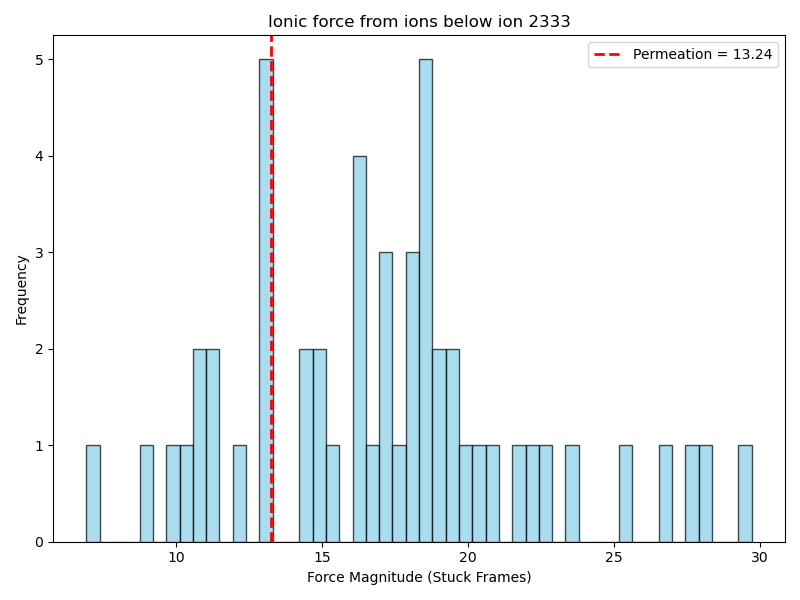 Ionic force from ions below ion 2333
Permeation = 13.24
5
4
3
2
1
0
Frequency
10 15 20 25 30
Force Magnitude (Stuck Frames)